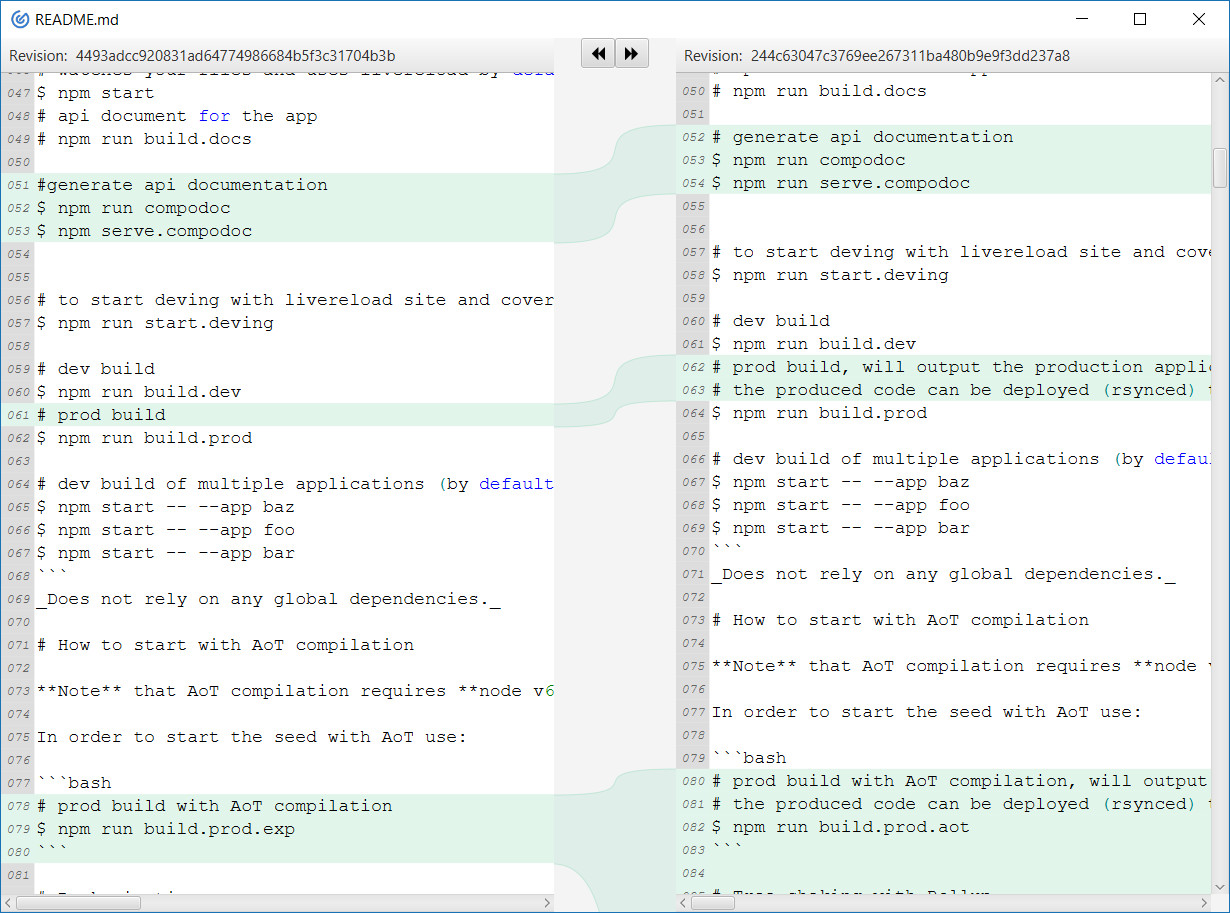 README.md
Revision: 4493adcc920831ad64774986684b5f3c31704b3b
# watches your files and uses livereload by defau
047 $ npm start
048 # api document for the app
049 # npm run build.docs
050
051 #generate api documentation
052 $ npm run compodoc
053 $ npm serve.compodoc
054
055
056 # to start deving with livereload site and cover
057 $ npm run start.deving
058
059 # dev build
060 $ npm run build.dev
061 # prod build
062 $ npm run build.prod
063
064 # dev build of multiple applications (by default
065 $ npm start -- --app baz
066 $ npm start -- --app foo
067 $ npm start -- --app bar
068 ```
069 _Does not rely on any global dependencies._
070
071 # How to start with AoT compilation
072
073 **Note** that AoT compilation requires **node v6
074
075 In order to start the seed with AoT use:
076
077 ```bash
078 # prod build with AoT compilation
079 $ npm run build.prod.exp
080 ```
081
Revision: 244c63047c3769ee267311ba480b9e9f3dd237a8
050 # npm run build.docs
051
052 # generate api documentation
053 $ npm run compodoc
054 $ npm run serve.compodoc
055
056
057 # to start deving with livereload site and cove
058 $ npm run start.deving
059
060 # dev build
061 $ npm run build.dev
062 # prod build, will output the production applic
063 # the produced code can be deployed (rsynced) t
064 $ npm run build.prod
065
066 # dev build of multiple applications (by defaul
067 $ npm start -- --app baz
068 $ npm start -- --app foo
069 $ npm start -- --app bar
070 ```
071 _Does not rely on any global dependencies._
072
073 # How to start with AoT compilation
074
075 **Note** that AoT compilation requires **node v
076
077 In order to start the seed with AoT use:
078
079 ```bash
080 # prod build with AoT compilation, will output
081 # the produced code can be deployed (rsynced) t
082 $ npm run build.prod.aot
083 ```
084
085 # Tree shaking with Rollup